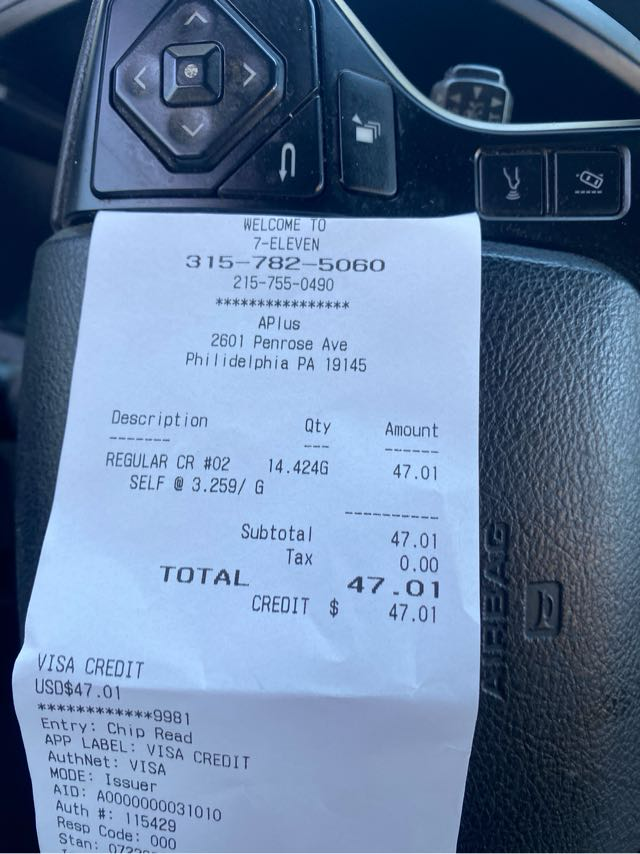 WELCOME TO
7-ELEVEN
315-782-5060
215-755-0490
****************
APlus
2601 Penrose Ave
Philidelphia PA 19145
Description Qty Amount
------- --- ------
REGULAR CR #02 14.424G 47.01
SELF @ 3.259/ G
----------
Subtotal 47.01
Tax 0.00
TOTAL 47.01
CREDIT $ 47.01
VISA CREDIT
USD$47.01
************9981
Entry: Chip Read
APP LABEL: VISA CREDIT
AuthNet: VISA
MODE: Issuer
AID: A0000000031010
Auth #: 115429
Resp Code: 000
Stan:
AIRBAG